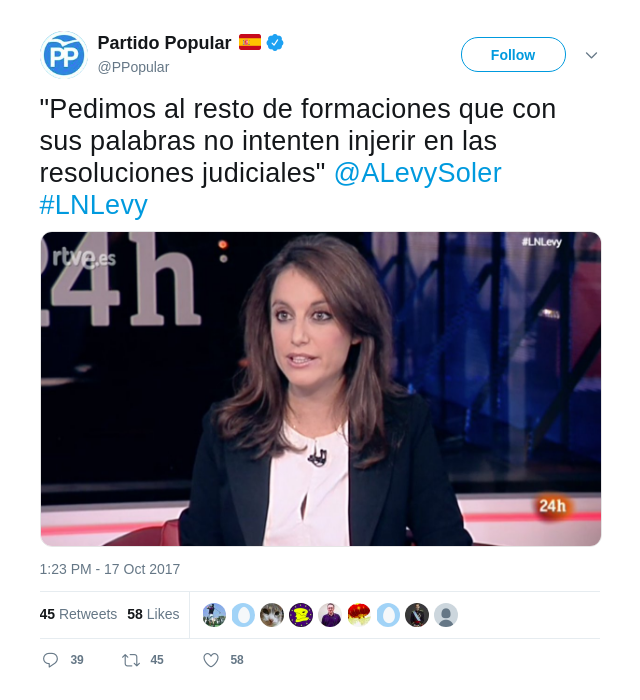 PP
Partido Popular
@PPopular
Follow
"Pedimos al resto de formaciones que con
sus palabras no intenten injerir en las
resoluciones judiciales" @ALevySoler
#LNLevy
rtve.es
#LNLevy
24h
24h
1:23 PM - 17 Oct 2017
45 Retweets 58 Likes
39 45 58